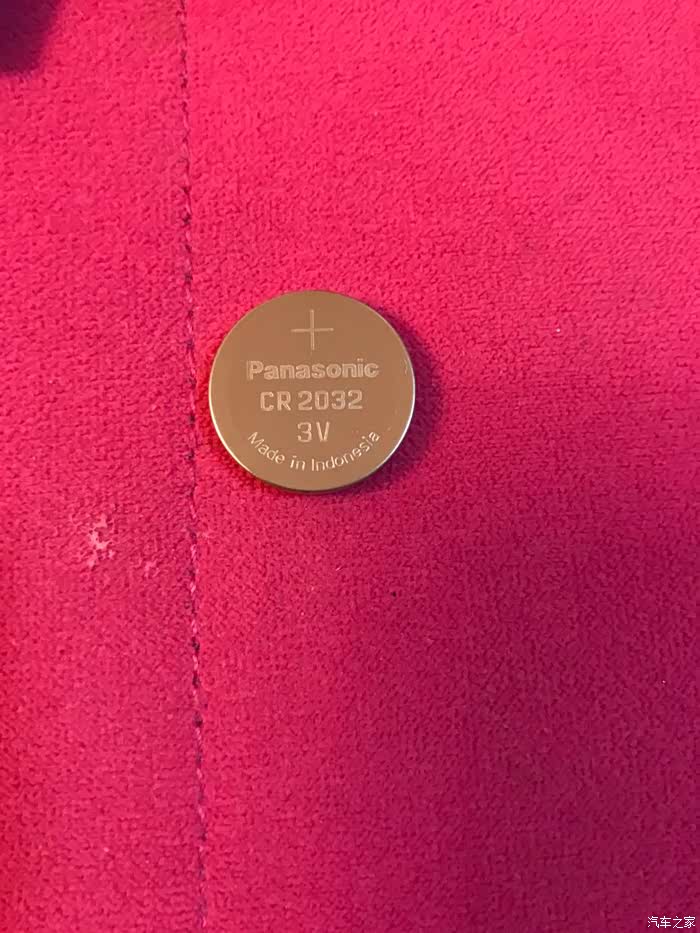 +
Panasonic
CR 2032
3V
Made in Indonesia
汽车之家